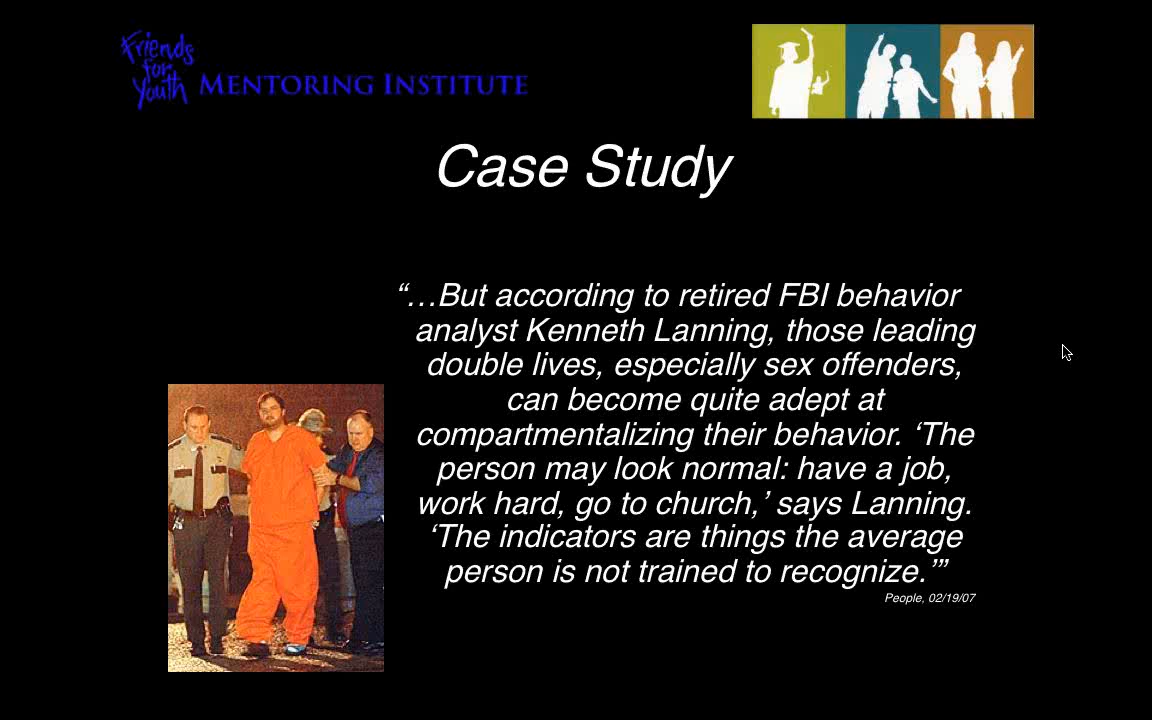 Friends
for
Youth
MENTORING INSTITUTE
Case Study
“…But according to retired FBI behavior
analyst Kenneth Lanning, those leading
double lives, especially sex offenders,
can become quite adept at
compartmentalizing their behavior. ‘The
person may look normal: have a job,
work hard, go to church,’ says Lanning.
‘The indicators are things the average
person is not trained to recognize.’”
People, 02/19/07